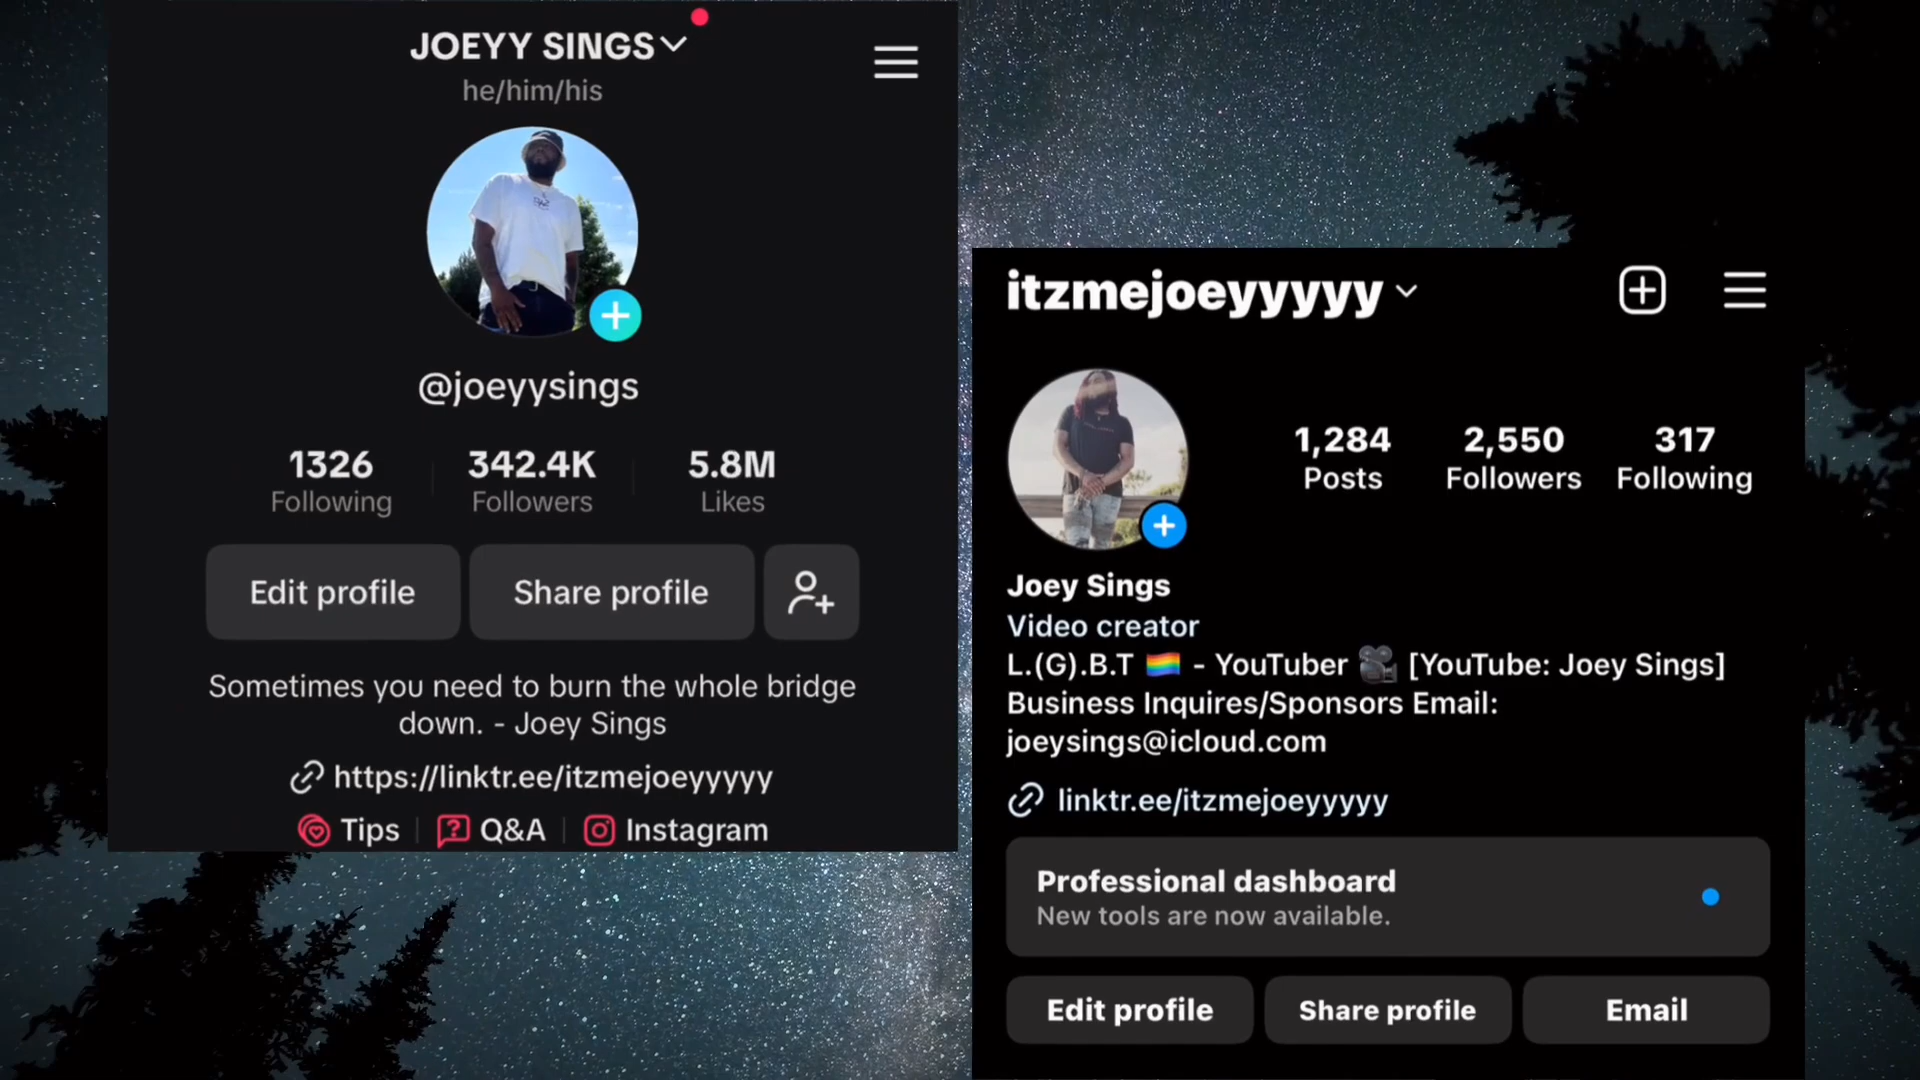 JOEYY SINGS
he/him/his
@joeyysings
1326 342.4K 5.8M
Following Followers Likes
Edit profile Share profile
Sometimes you need to burn the whole bridge
down. - Joey Sings
https://linktr.ee/itzmejoeyyyyy
Tips Q&A Instagram
itzmejoeyyyyy
1,284 2,550 317
Posts Followers Following
Joey Sings
Video creator
L.(G).B.T 🏳️‍🌈 - YouTuber 🎥 [YouTube: Joey Sings]
Business Inquires/Sponsors Email:
joeysings@icloud.com
linktr.ee/itzmejoeyyyyy
Professional dashboard
New tools are now available.
Edit profile Share profile Email